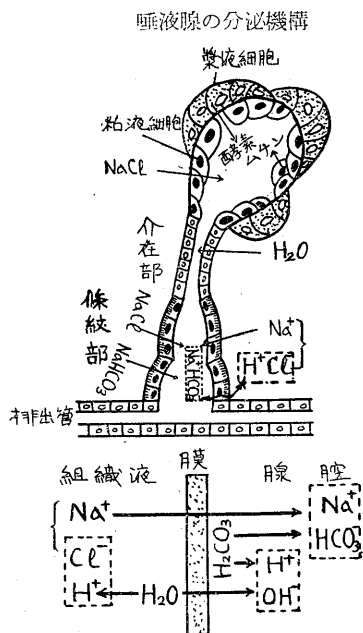 唾液腺の分泌機構
漿液細胞
粘液細胞
酵素
ムチン
NaCl
介在部
H₂O
條紋部
NaCl
NaHCO₃
Na⁺
NaHCO₃
H⁺Cl⁻
排出管
組織液 膜 腺腔
Na⁺ Na⁺
H₂CO₃ HCO₃⁻
Cl⁻ H⁺
H⁺ H₂O OH⁻